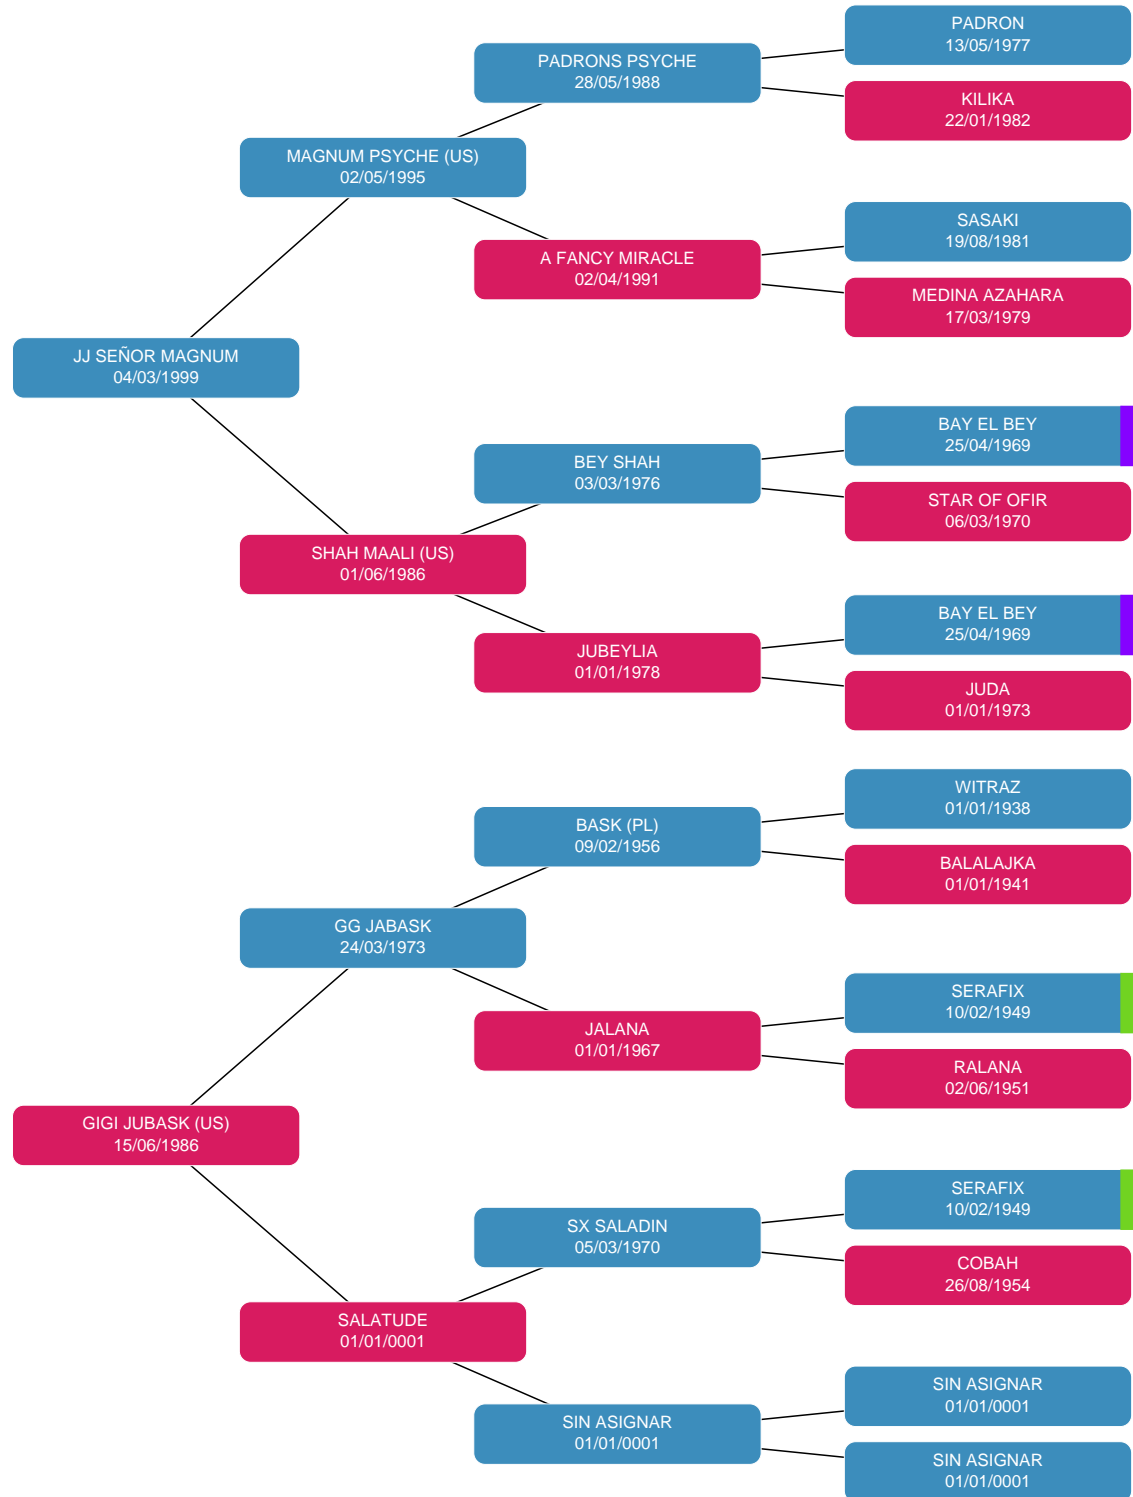 PADRON
13/05/1977
PADRONS PSYCHE
28/05/1988
KILIKA
22/01/1982
MAGNUM PSYCHE (US)
02/05/1995
SASAKI
19/08/1981
A FANCY MIRACLE
02/04/1991
MEDINA AZAHARA
17/03/1979
JJ SEÑOR MAGNUM
04/03/1999
BAY EL BEY
25/04/1969
BEY SHAH
03/03/1976
STAR OF OFIR
06/03/1970
SHAH MAALI (US)
01/06/1986
BAY EL BEY
25/04/1969
JUBEYLIA
01/01/1978
JUDA
01/01/1973
WITRAZ
01/01/1938
BASK (PL)
09/02/1956
BALALAJKA
01/01/1941
GG JABASK
24/03/1973
SERAFIX
10/02/1949
JALANA
01/01/1967
RALANA
02/06/1951
GIGI JUBASK (US)
15/06/1986
SERAFIX
10/02/1949
SX SALADIN
05/03/1970
COBAH
26/08/1954
SALATUDE
01/01/0001
SIN ASIGNAR
01/01/0001
SIN ASIGNAR
01/01/0001
SIN ASIGNAR
01/01/0001